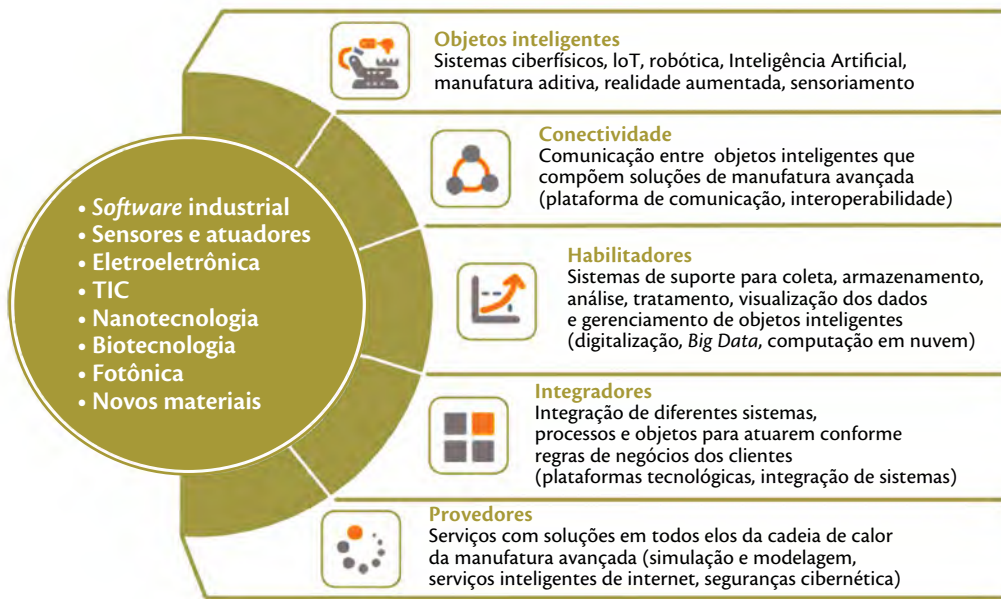 • Software industrial
• Sensores e atuadores
• Eletroeletrônica
• TIC
• Nanotecnologia
• Biotecnologia
• Fotônica
• Novos materiais
Objetos inteligentes
Sistemas ciberfísicos, IoT, robótica, Inteligência Artificial,
manufatura aditiva, realidade aumentada, sensoriamento
Conectividade
Comunicação entre objetos inteligentes que
compõem soluções de manufatura avançada
(plataforma de comunicação, interoperabilidade)
Habilitadores
Sistemas de suporte para coleta, armazenamento,
análise, tratamento, visualização dos dados
e gerenciamento de objetos inteligentes
(digitalização, Big Data, computação em nuvem)
Integradores
Integração de diferentes sistemas,
processos e objetos para atuarem conforme
regras de negócios dos clientes
(plataformas tecnológicas, integração de sistemas)
Provedores
Serviços com soluções em todos elos da cadeia de calor
da manufatura avançada (simulação e modelagem,
serviços inteligentes de internet, seguranças cibernética)